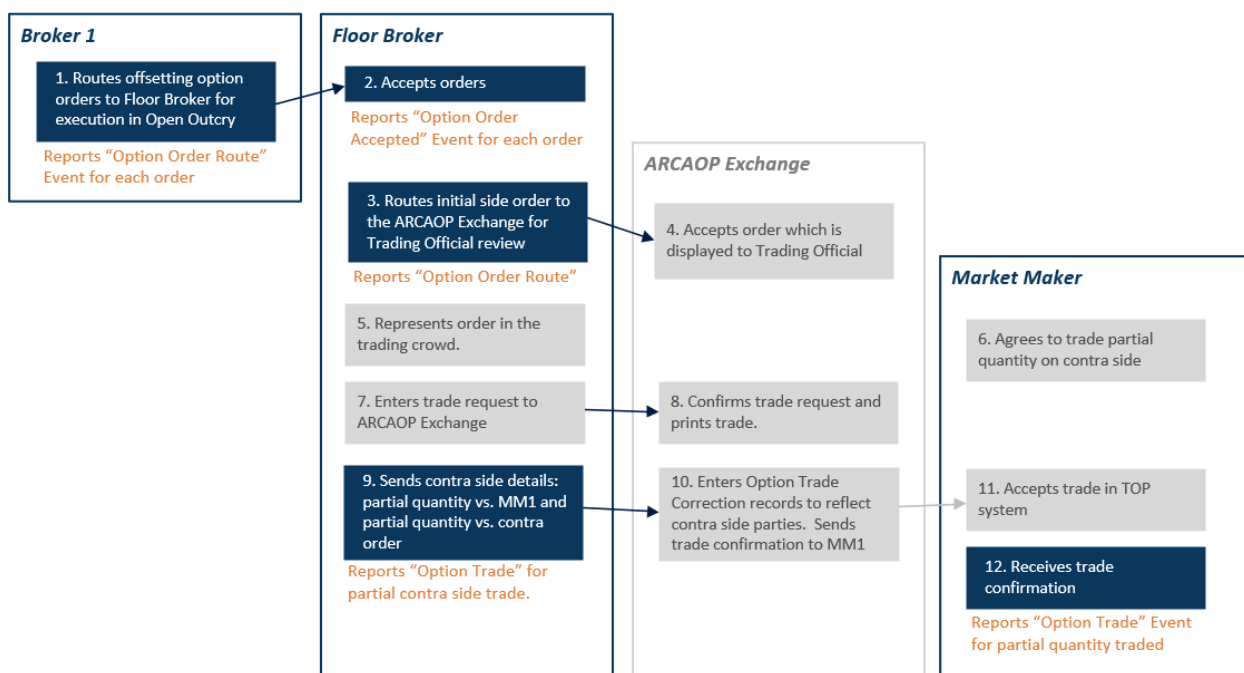 Broker 1
1. Routes offsetting option
orders to Floor Broker for
execution in Open Outcry
Reports “Option Order Route”
Event for each order
Floor Broker
2. Accepts orders
Reports “Option Order
Accepted” Event for each order
3. Routes initial side order to
the ARCAOP Exchange for
Trading Official review
Reports “Option Order Route”
5. Represents order in the
trading crowd.
7. Enters trade request to
ARCAOP Exchange
9. Sends contra side details:
partial quantity vs. MM1 and
partial quantity vs. contra
order
Reports “Option Trade” for
partial contra side trade.
ARCAOP Exchange
4. Accepts order which is
displayed to Trading Official
8. Confirms trade request and
prints trade.
10. Enters Option Trade
Correction records to reflect
contra side parties. Sends
trade confirmation to MM1
Market Maker
6. Agrees to trade partial
quantity on contra side
11. Accepts trade in TOP
system
12. Receives trade
confirmation
Reports “Option Trade” Event
for partial quantity traded